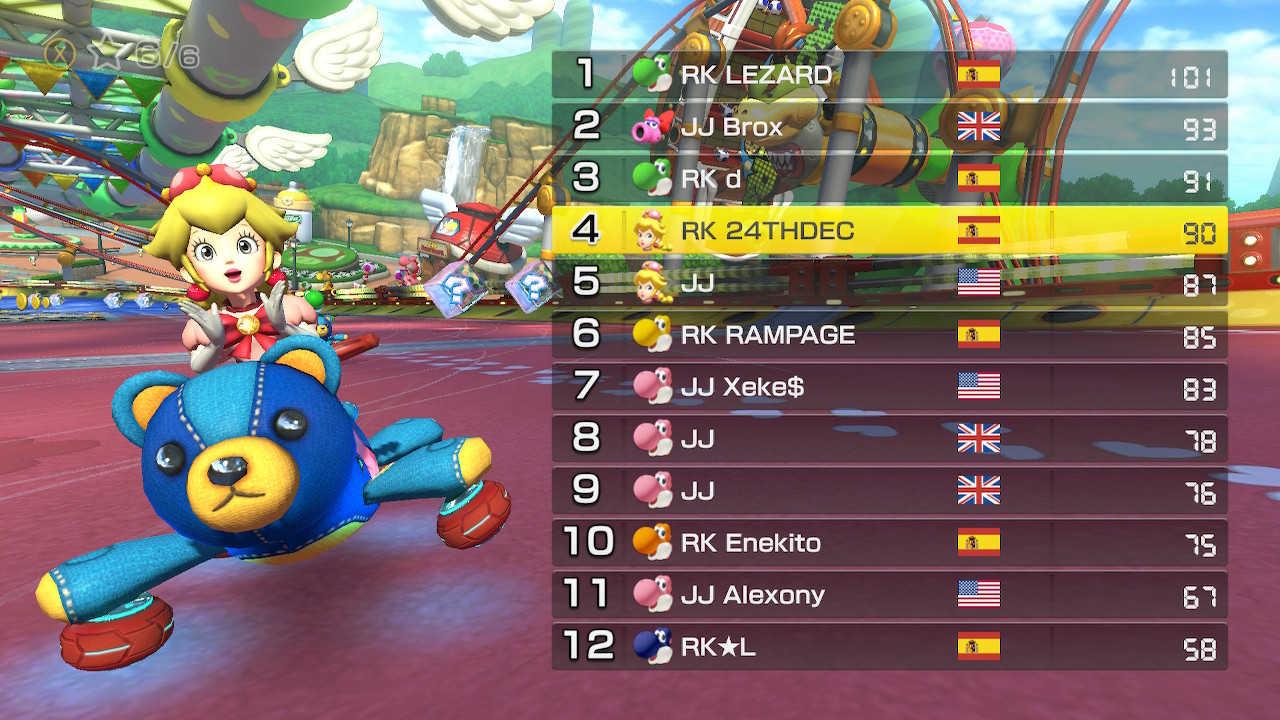 X ☆ 6/6
1 RK LEZARD 101
2 JJ Brox 93
3 RK d 91
4 RK 24THDEC 90
5 JJ 87
6 RK RAMPAGE 85
7 JJ Xeke$ 83
8 JJ 78
9 JJ 76
10 RK Enekito 75
11 JJ Alexony 67
12 RK★L 58